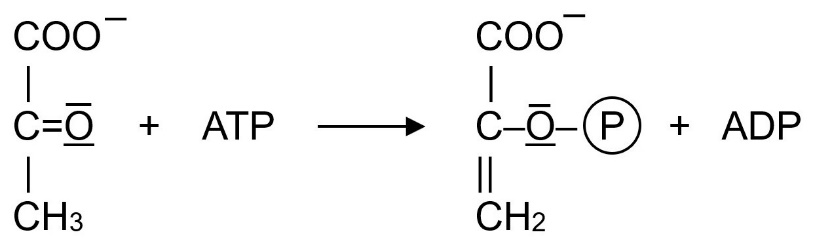 COO⁻ COO⁻
C=O + ATP ⟶ C–O–P + ADP
CH₃ CH₂